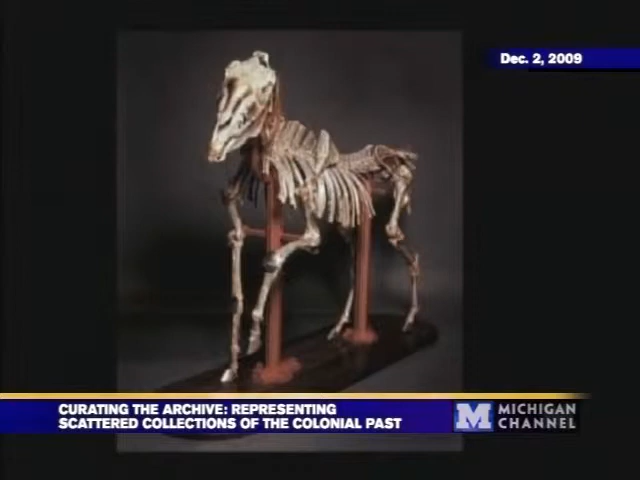 Dec. 2, 2009
CURATING THE ARCHIVE: REPRESENTING
SCATTERED COLLECTIONS OF THE COLONIAL PAST
M MICHIGAN
CHANNEL